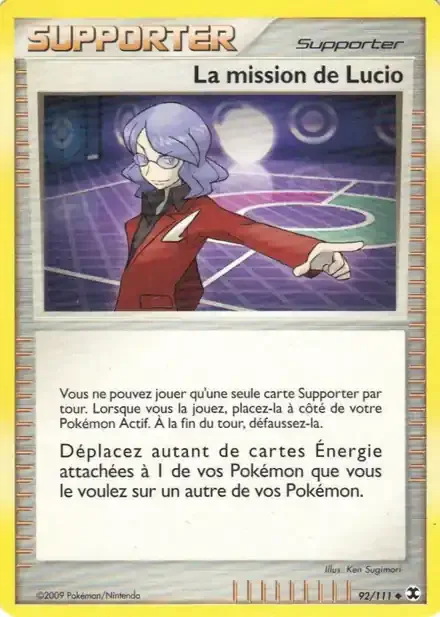 SUPPORTER
Supporter
La mission de Lucio
Vous ne pouvez jouer qu'une seule carte Supporter par
tour. Lorsque vous la jouez, placez-la à côté de votre
Pokémon Actif. À la fin du tour, défaussez-la.
Déplacez autant de cartes Énergie
attachées à 1 de vos Pokémon que vous
le voulez sur un autre de vos Pokémon.
Illus. Ken Sugimori
©2009 Pokémon/Nintendo
92/111